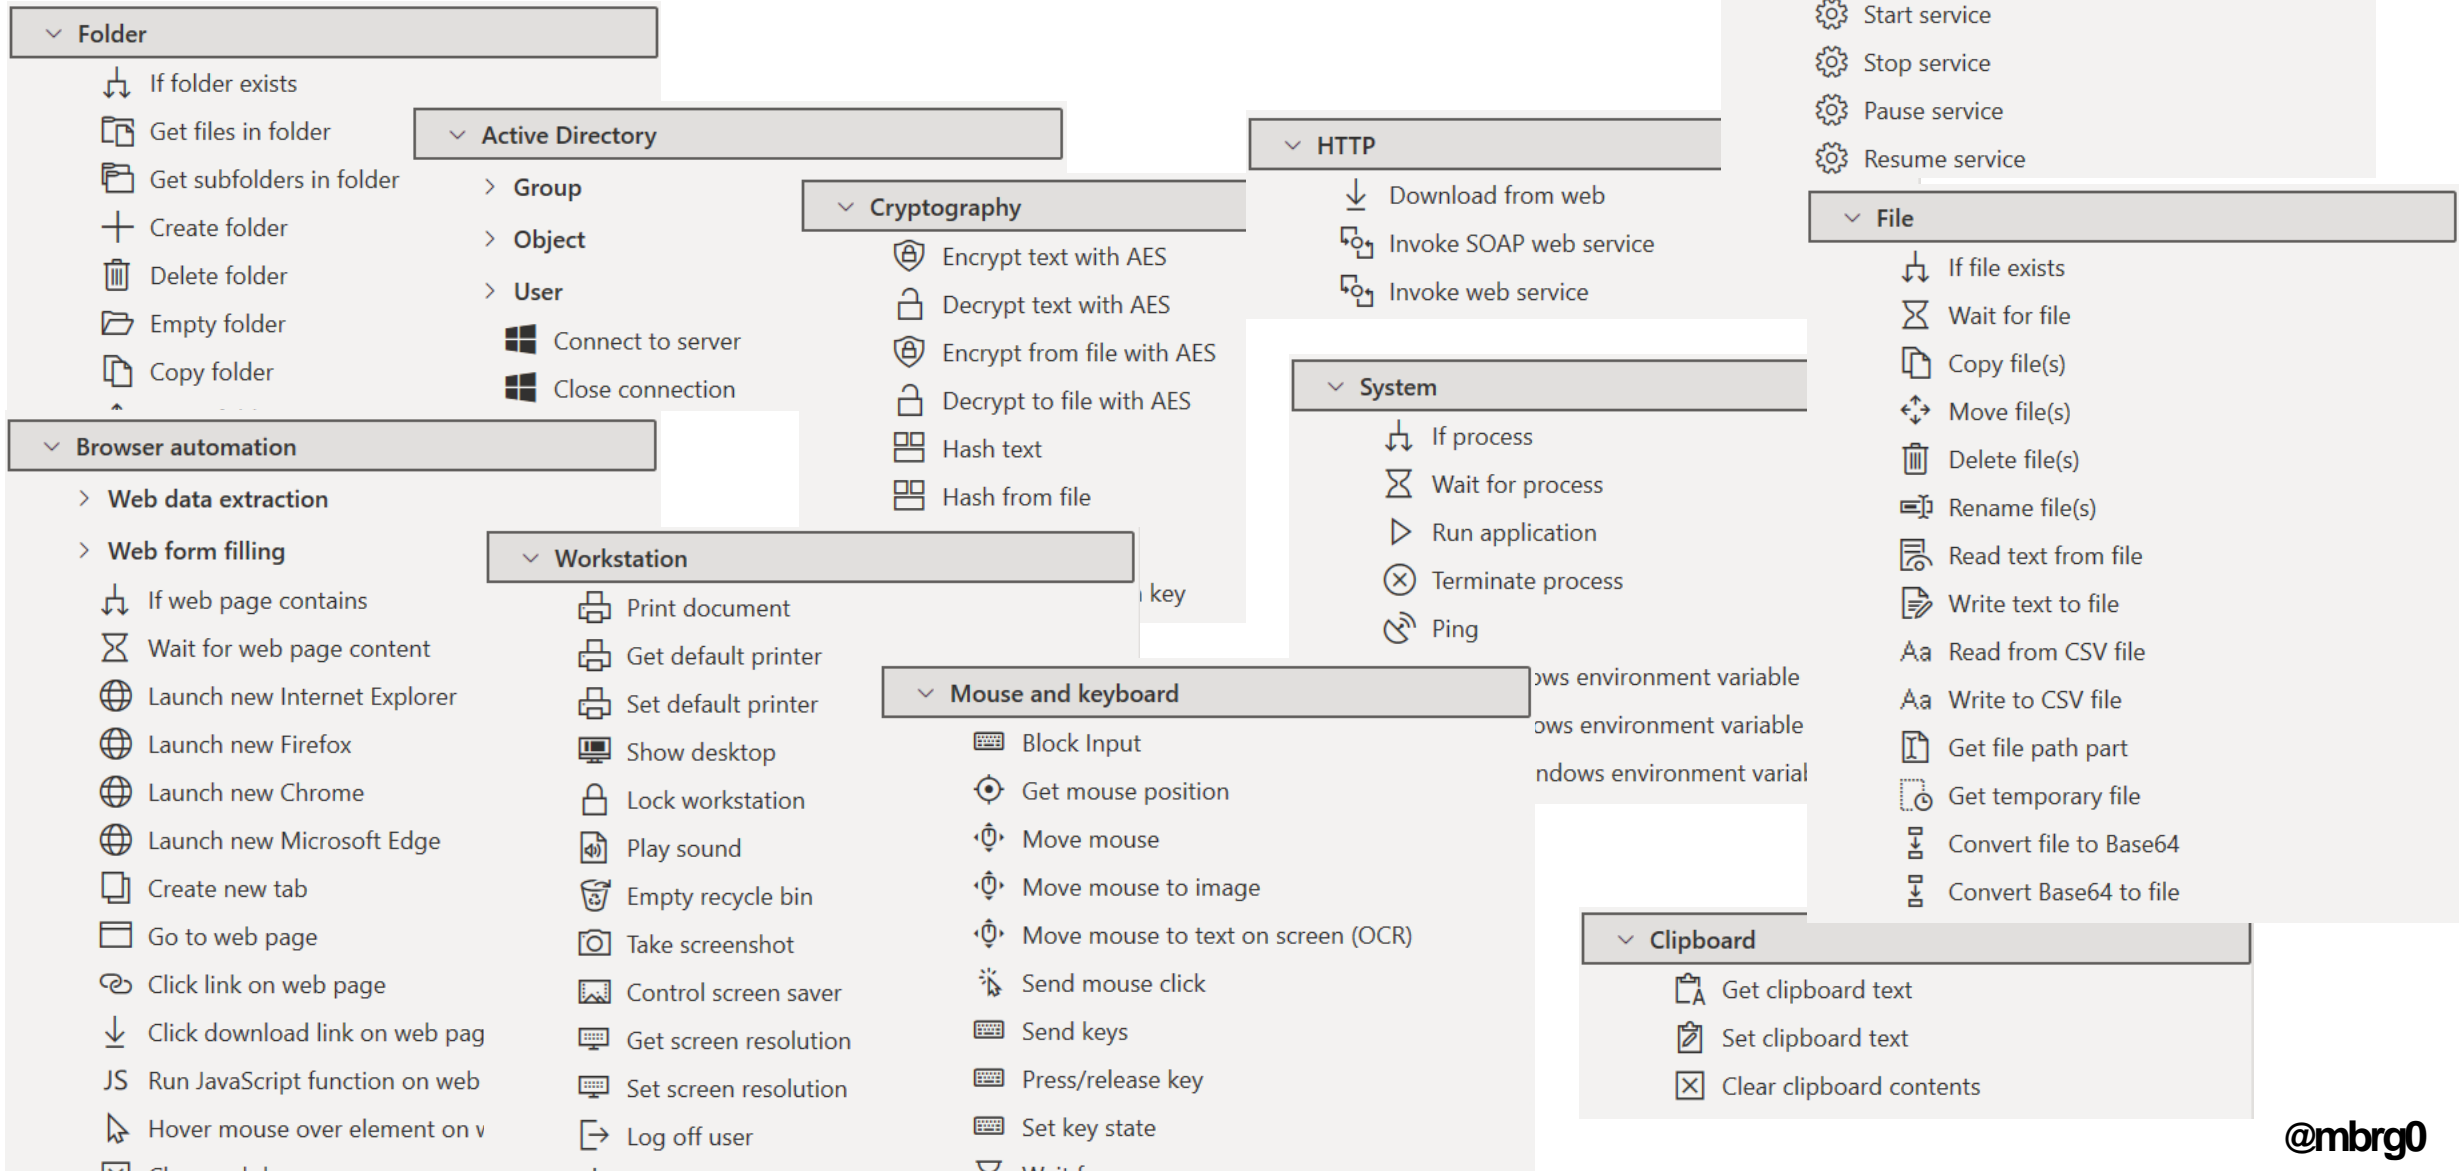 Folder
If folder exists
Get files in folder
Get subfolders in folder
Create folder
Delete folder
Empty folder
Copy folder
Active Directory
Group
Object
User
Connect to server
Close connection
Cryptography
Encrypt text with AES
Decrypt text with AES
Encrypt from file with AES
Decrypt to file with AES
Hash text
Hash from file
key
HTTP
Download from web
Invoke SOAP web service
Invoke web service
Start service
Stop service
Pause service
Resume service
File
If file exists
Wait for file
Copy file(s)
Move file(s)
Delete file(s)
Rename file(s)
Read text from file
Write text to file
Aa Read from CSV file
Aa Write to CSV file
Get file path part
Get temporary file
Convert file to Base64
Convert Base64 to file
System
If process
Wait for process
Run application
Terminate process
Ping
ows environment variable
ows environment variable
ndows environment variab
Browser automation
Web data extraction
Web form filling
If web page contains
Wait for web page content
Launch new Internet Explorer
Launch new Firefox
Launch new Chrome
Launch new Microsoft Edge
Create new tab
Go to web page
Click link on web page
Click download link on web pag
JS Run JavaScript function on web
Hover mouse over element on w
Workstation
Print document
Get default printer
Set default printer
Show desktop
Lock workstation
Play sound
Empty recycle bin
Take screenshot
Control screen saver
Get screen resolution
Set screen resolution
Log off user
Mouse and keyboard
Block Input
Get mouse position
Move mouse
Move mouse to image
Move mouse to text on screen (OCR)
Send mouse click
Send keys
Press/release key
Set key state
Clipboard
Get clipboard text
Set clipboard text
Clear clipboard contents
@mbrg0